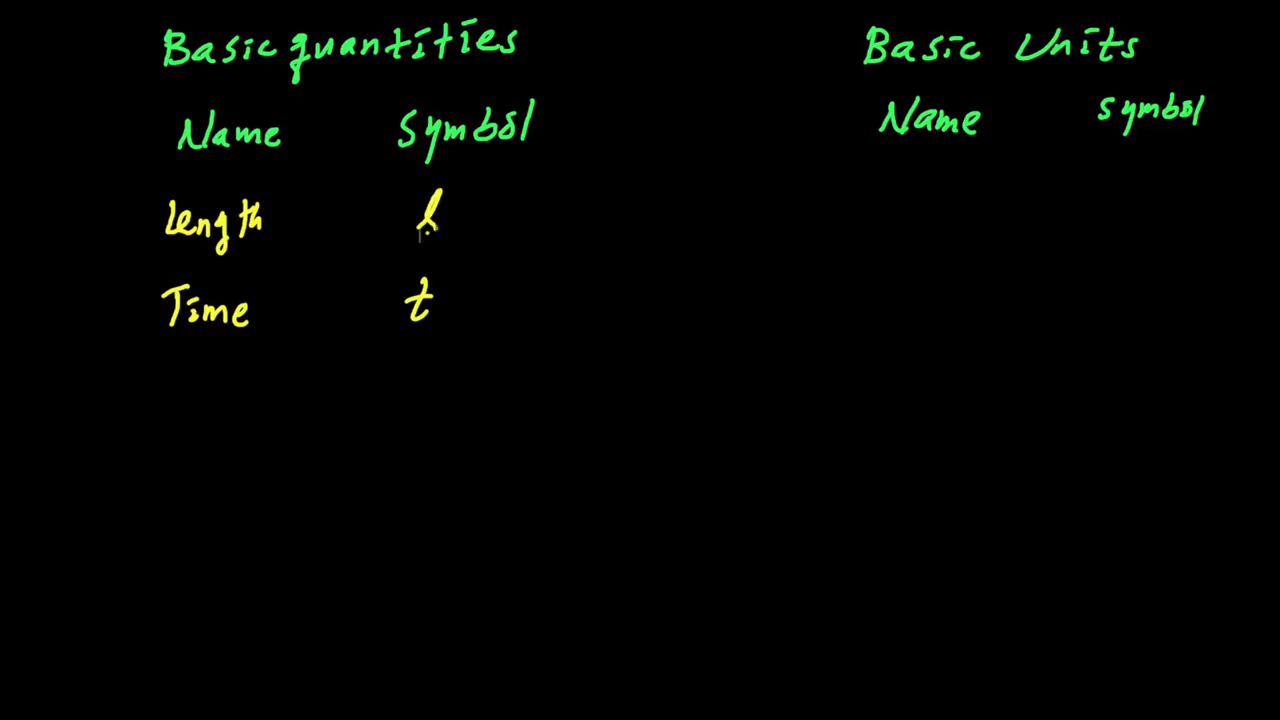 Basic quantities Basic Units
Name Symbol Name Symbol
Length l
Time t